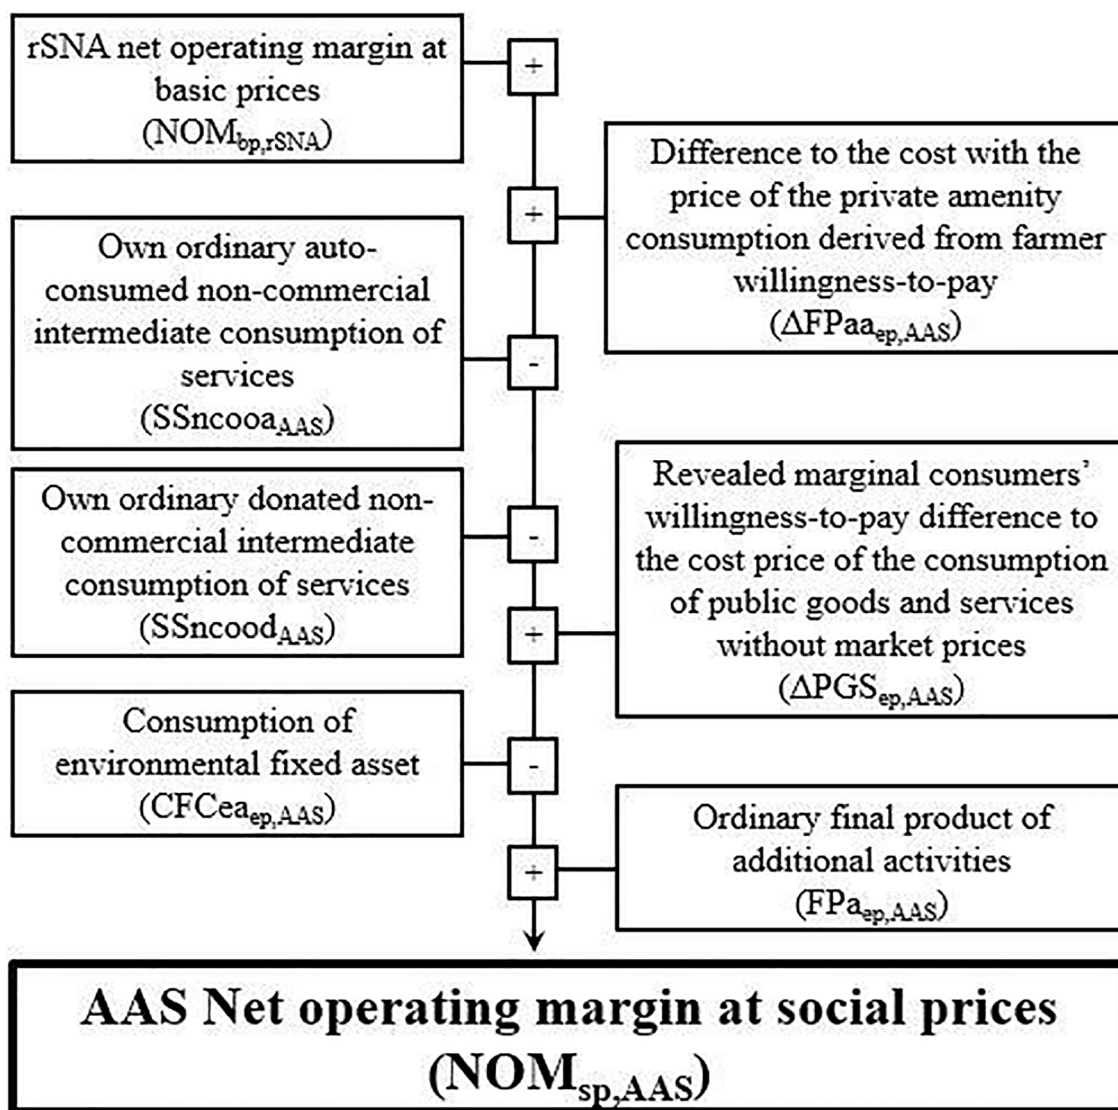 rSNA net operating margin at
basic prices
(NOMbp,rSNA)
+
Difference to the cost with the
price of the private amenity
consumption derived from farmer
willingness-to-pay
(ΔFPaaep,AAS)
+
Own ordinary auto-
consumed non-commercial
intermediate consumption of
services
(SSncooaAAS)
-
Own ordinary donated non-
commercial intermediate
consumption of services
(SSncoodAAS)
-
Revealed marginal consumers’
willingness-to-pay difference to
the cost price of the consumption
of public goods and services
without market prices
(ΔPGSep,AAS)
+
Consumption of
environmental fixed asset
(CFCeaep,AAS)
-
Ordinary final product of
additional activities
(FPaep,AAS)
+
AAS Net operating margin at social prices
(NOMsp,AAS)